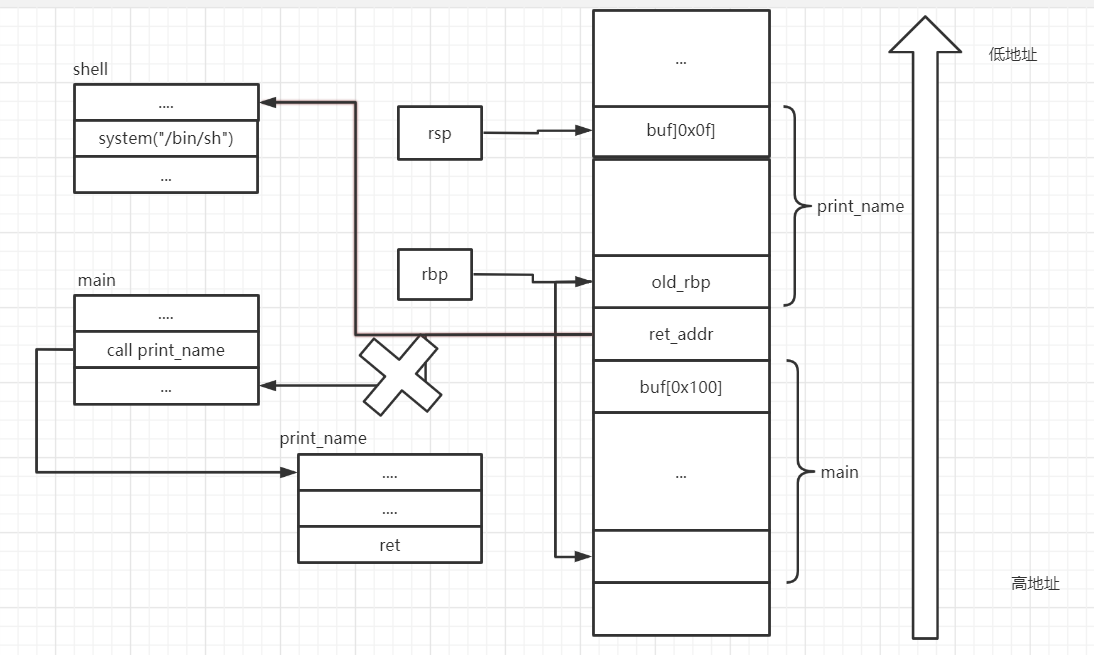 shell
....
system("/bin/sh")
...
main
....
call print_name
...
print_name
....
....
ret
rsp
rbp
...
buf]0x0f]
old_rbp
ret_addr
buf[0x100]
...
print_name
main
低地址
高地址